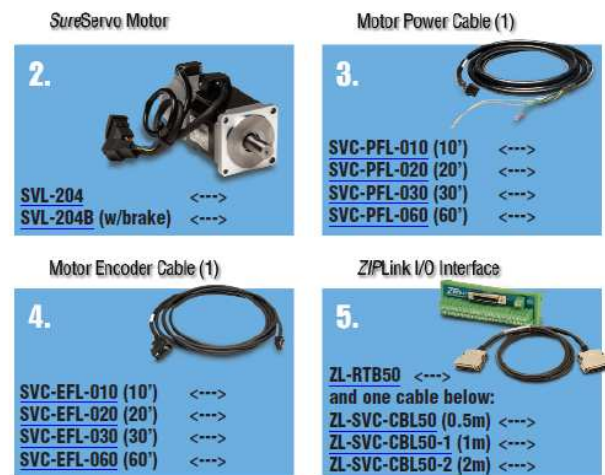 SureServo Motor
2.
SVL-204 <--->
SVL-204B (w/brake) <--->
Motor Power Cable (1)
3.
SVC-PFL-010 (10') <--->
SVC-PFL-020 (20') <--->
SVC-PFL-030 (30') <--->
SVC-PFL-060 (60') <--->
Motor Encoder Cable (1)
4.
SVC-EFL-010 (10') <--->
SVC-EFL-020 (20') <--->
SVC-EFL-030 (30') <--->
SVC-EFL-060 (60') <--->
ZIPLink I/O Interface
5.
ZL-RTB50 <--->
and one cable below:
ZL-SVC-CBL50 (0.5m) <--->
ZL-SVC-CBL50-1 (1m) <--->
ZL-SVC-CBL50-2 (2m) <--->